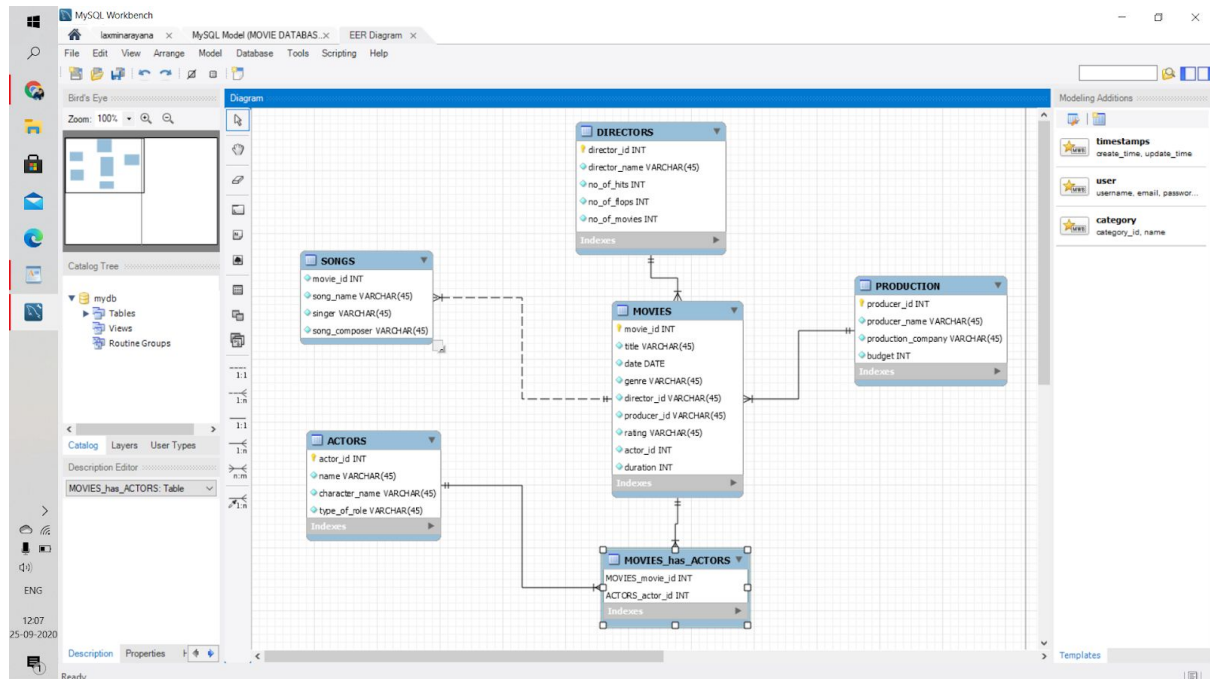 MySQL Workbench
laxminarayana × MySQL Model (MOVIE DATABAS..× EER Diagram ×
File Edit View Arrange Model Database Tools Scripting Help
Bird's Eye
Zoom: 100%
Catalog Tree
mydb
Tables
Views
Routine Groups
Catalog Layers User Types
Description Editor
MOVIES_has_ACTORS: Table
Description Properties H
Diagram
1:1
1:n
1:1
1:n
n:m
1:n
DIRECTORS
director_id INT
director_name VARCHAR(45)
no_of_hits INT
no_of_flops INT
no_of_movies INT
Indexes
SONGS
movie_id INT
song_name VARCHAR(45)
singer VARCHAR(45)
song_composer VARCHAR(45)
MOVIES
movie_id INT
title VARCHAR(45)
date DATE
genre VARCHAR(45)
director_id VARCHAR(45)
producer_id VARCHAR(45)
rating VARCHAR(45)
actor_id INT
duration INT
Indexes
PRODUCTION
producer_id INT
producer_name VARCHAR(45)
production_company VARCHAR(45)
budget INT
Indexes
ACTORS
actor_id INT
name VARCHAR(45)
character_name VARCHAR(45)
type_of_role VARCHAR(45)
Indexes
MOVIES_has_ACTORS
MOVIES_movie_id INT
ACTORS_actor_id INT
Indexes
Modeling Additions
timestamps
create_time, update_time
user
username, email, passwor...
category
category_id, name
Templates
ENG
12:07
25-09-2020
Ready